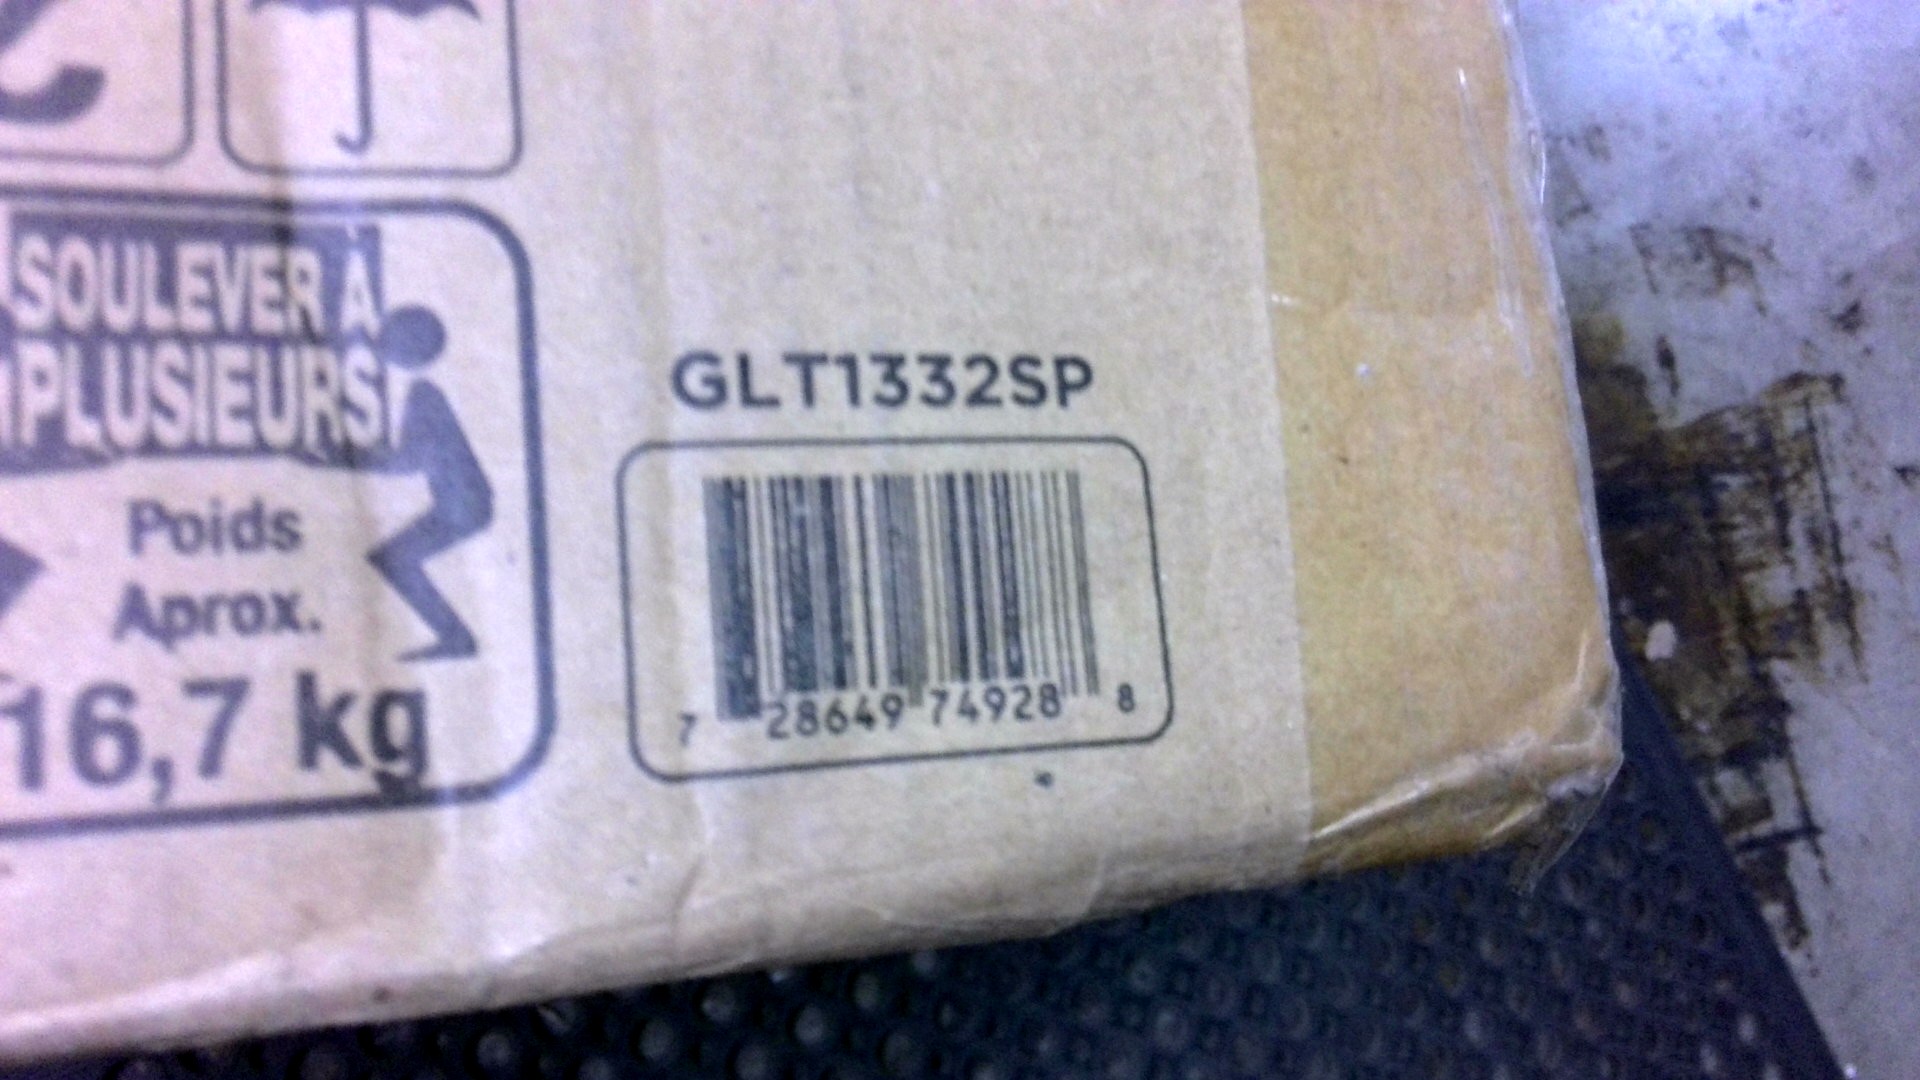 SOULEVER À
PLUSIEURS
Poids
Aprox.
16,7 kg
GLT1332SP
7 28649 74928 8